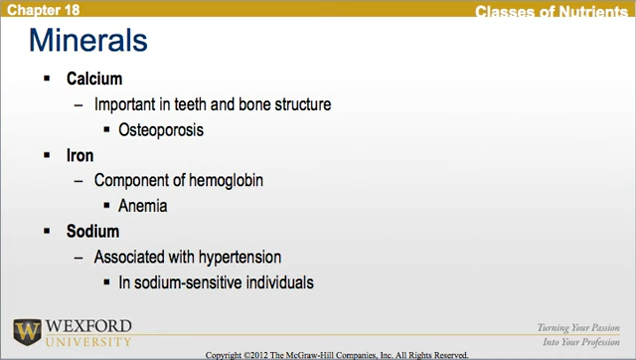 Chapter 18
Classes of Nutrients
Minerals
▪ Calcium
– Important in teeth and bone structure
▪ Osteoporosis
▪ Iron
– Component of hemoglobin
▪ Anemia
▪ Sodium
– Associated with hypertension
▪ In sodium-sensitive individuals
W
WEXFORD
UNIVERSITY
Turning Your Passion
Into Your Profession
Copyright ©2012 The McGraw-Hill Companies, Inc. All Rights Reserved.